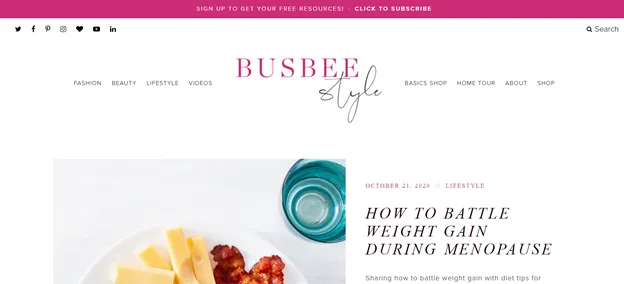 SIGN UP TO GET YOUR FREE RESOURCES! · CLICK TO SUBSCRIBE
Search
BUSBEE
style
FASHION BEAUTY LIFESTYLE VIDEOS
BASICS SHOP HOME TOUR ABOUT SHOP
OCTOBER 21, 2020 // LIFESTYLE
HOW TO BATTLE
WEIGHT GAIN
DURING MENOPAUSE
Sharing how to battle weight gain with diet tips for